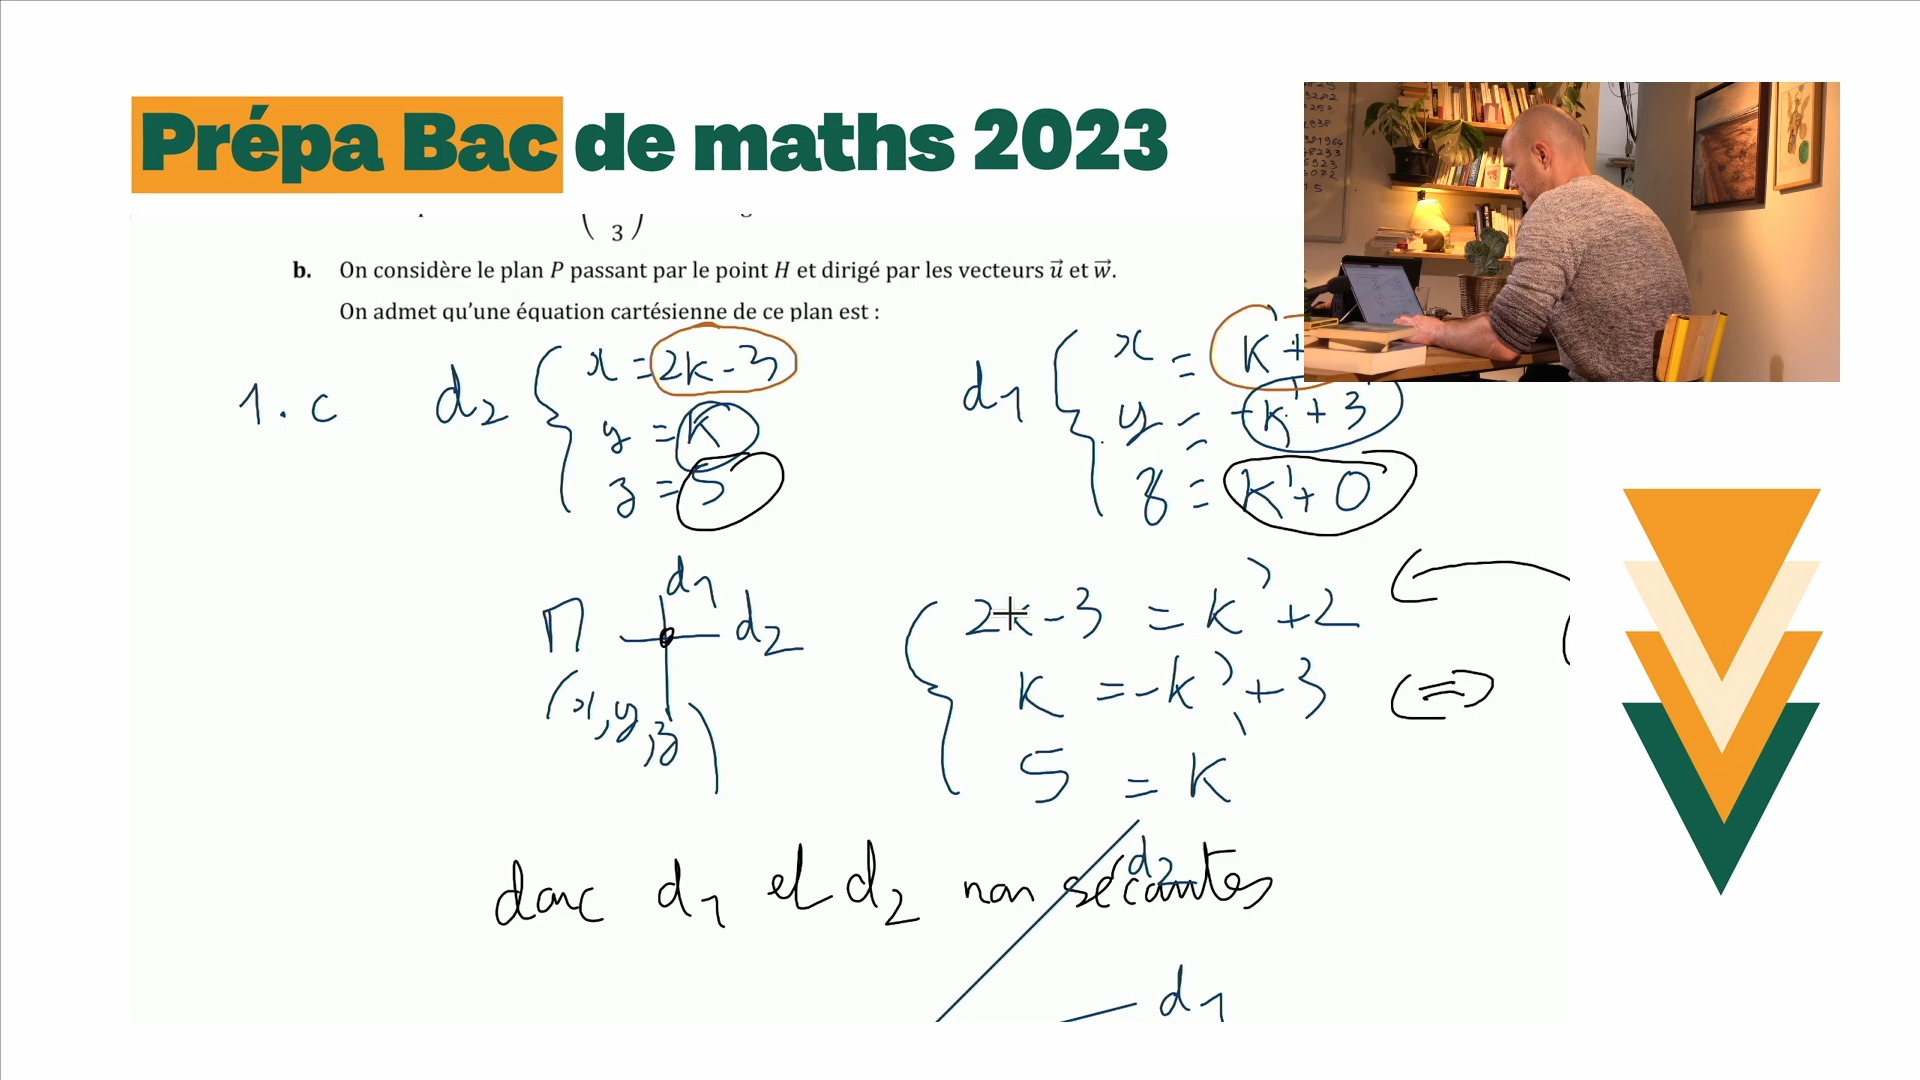 Prépa Bac de maths 2023
3
b. On considère le plan P passant par le point H et dirigé par les vecteurs u⃗ et w⃗.
On admet qu'une équation cartésienne de ce plan est :
1. c
d2 { x = 2k - 3
y = k
z = 5
d1 { x = k' +
y = -k' + 3
z = k' + 0
d1
d2
M
(x, y, z)
{ 2k - 3 = k' + 2
k = -k' + 3 <=>
5 = k'
donc d1 et d2 non sécantes
d2
d1